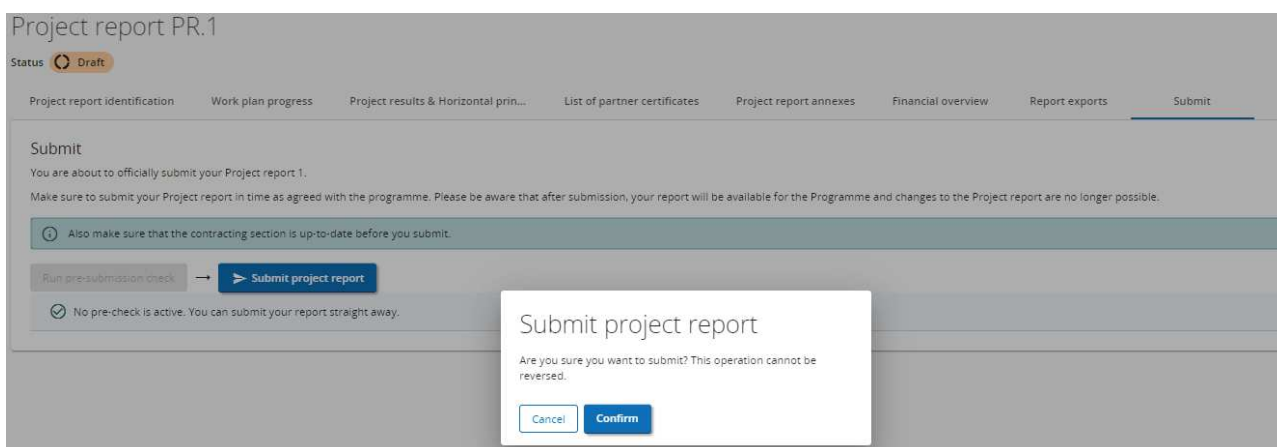 Project report PR.1
Status Draft
Project report identification Work plan progress Project results & Horizontal prin... List of partner certificates Project report annexes Financial overview Report exports Submit
Submit
You are about to officially submit your Project report 1.
Make sure to submit your Project report in time as agreed with the programme. Please be aware that after submission, your report will be available for the Programme and changes to the Project report are no longer possible.
Also make sure that the contracting section is up-to-date before you submit.
Run pre-submission check → Submit project report
No pre-check is active. You can submit your report straight away.
Submit project report
Are you sure you want to submit? This operation cannot be
reversed.
Cancel Confirm